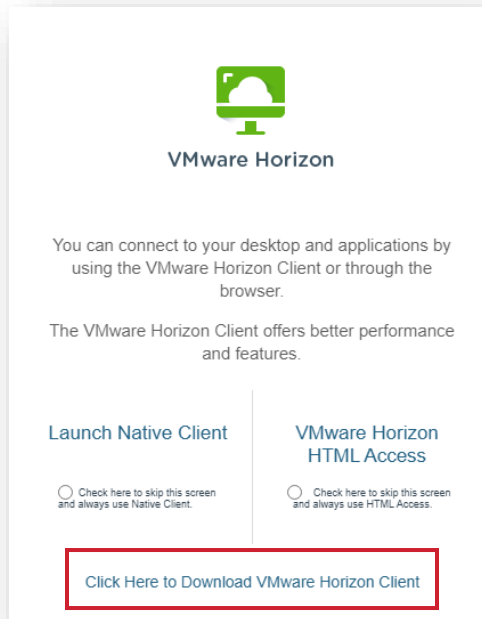 VMware Horizon
You can connect to your desktop and applications by
using the VMware Horizon Client or through the
browser.
The VMware Horizon Client offers better performance
and features.
Launch Native Client
Check here to skip this screen
and always use Native Client.
VMware Horizon
HTML Access
Check here to skip this screen
and always use HTML Access.
Click Here to Download VMware Horizon Client